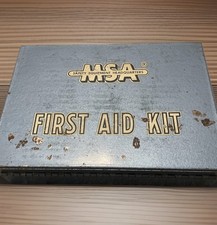 MSA
SAFETY EQUIPMENT HEADQUARTERS
FIRST AID KIT